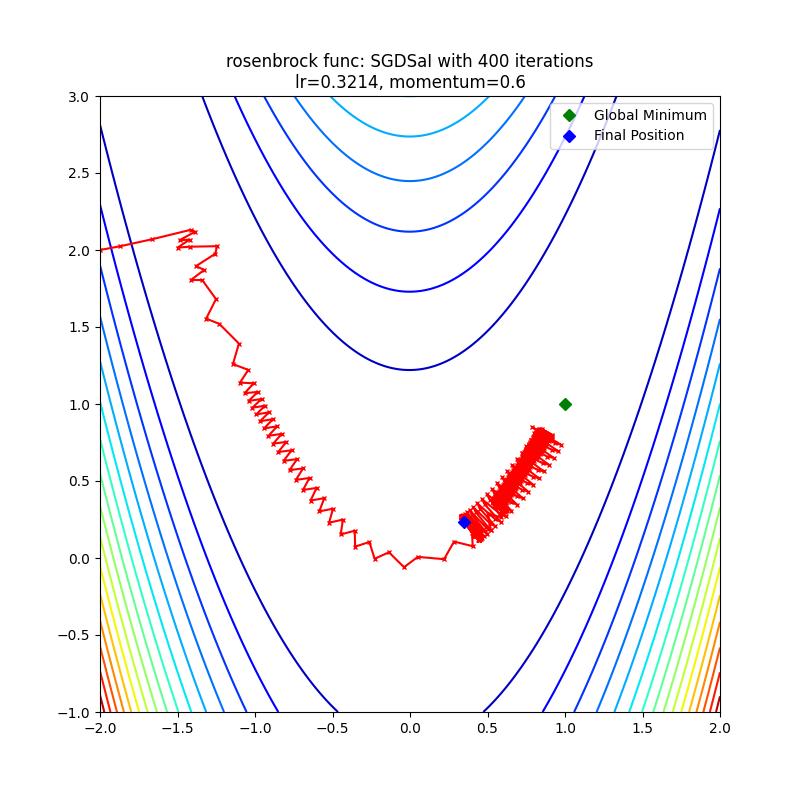 rosenbrock func: SGDSaI with 400 iterations
lr=0.3214, momentum=0.6
Global Minimum
Final Position
3.0
2.5
2.0
1.5
1.0
0.5
0.0
−0.5
−1.0
−2.0 −1.5 −1.0 −0.5 0.0 0.5 1.0 1.5 2.0